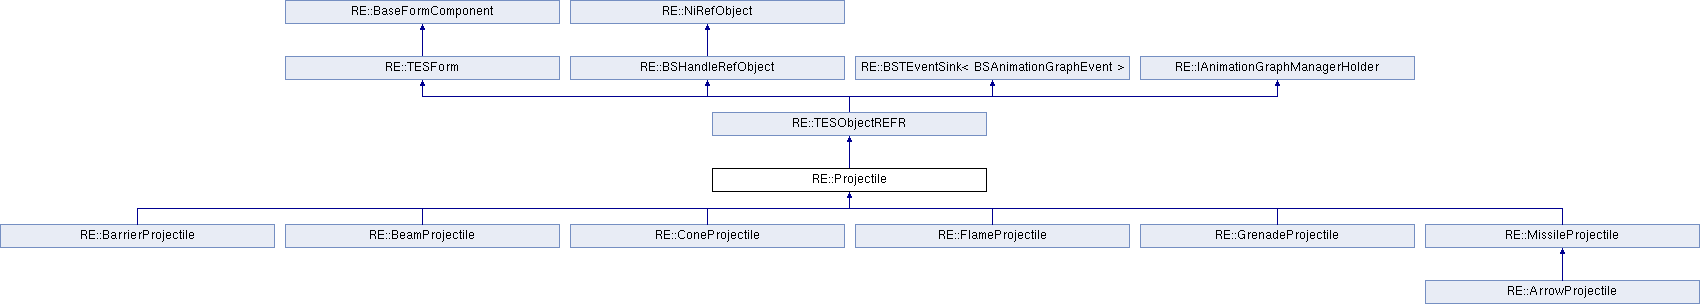 RE::BaseFormComponent
RE::NiRefObject
RE::TESForm
RE::BSHandleRefObject
RE::BSTEventSink< BSAnimationGraphEvent >
RE::IAnimationGraphManagerHolder
RE::TESObjectREFR
RE::Projectile
RE::BarrierProjectile
RE::BeamProjectile
RE::ConeProjectile
RE::FlameProjectile
RE::GrenadeProjectile
RE::MissileProjectile
RE::ArrowProjectile